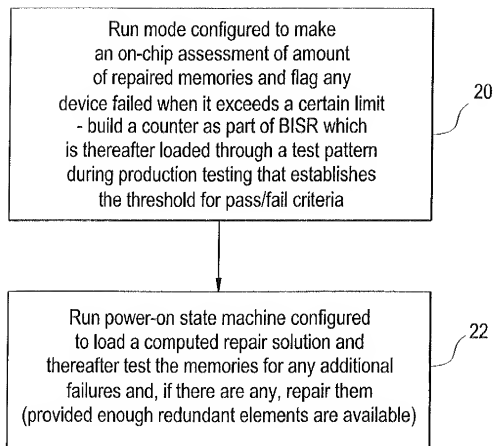 Run mode configured to make
an on-chip assessment of amount
of repaired memories and flag any
device failed when it exceeds a certain limit
- build a counter as part of BISR which
is thereafter loaded through a test pattern
during production testing that establishes
the threshold for pass/fail criteria
20
Run power-on state machine configured
to load a computed repair solution and
thereafter test the memories for any additional
failures and, if there are any, repair them
(provided enough redundant elements are available)
22